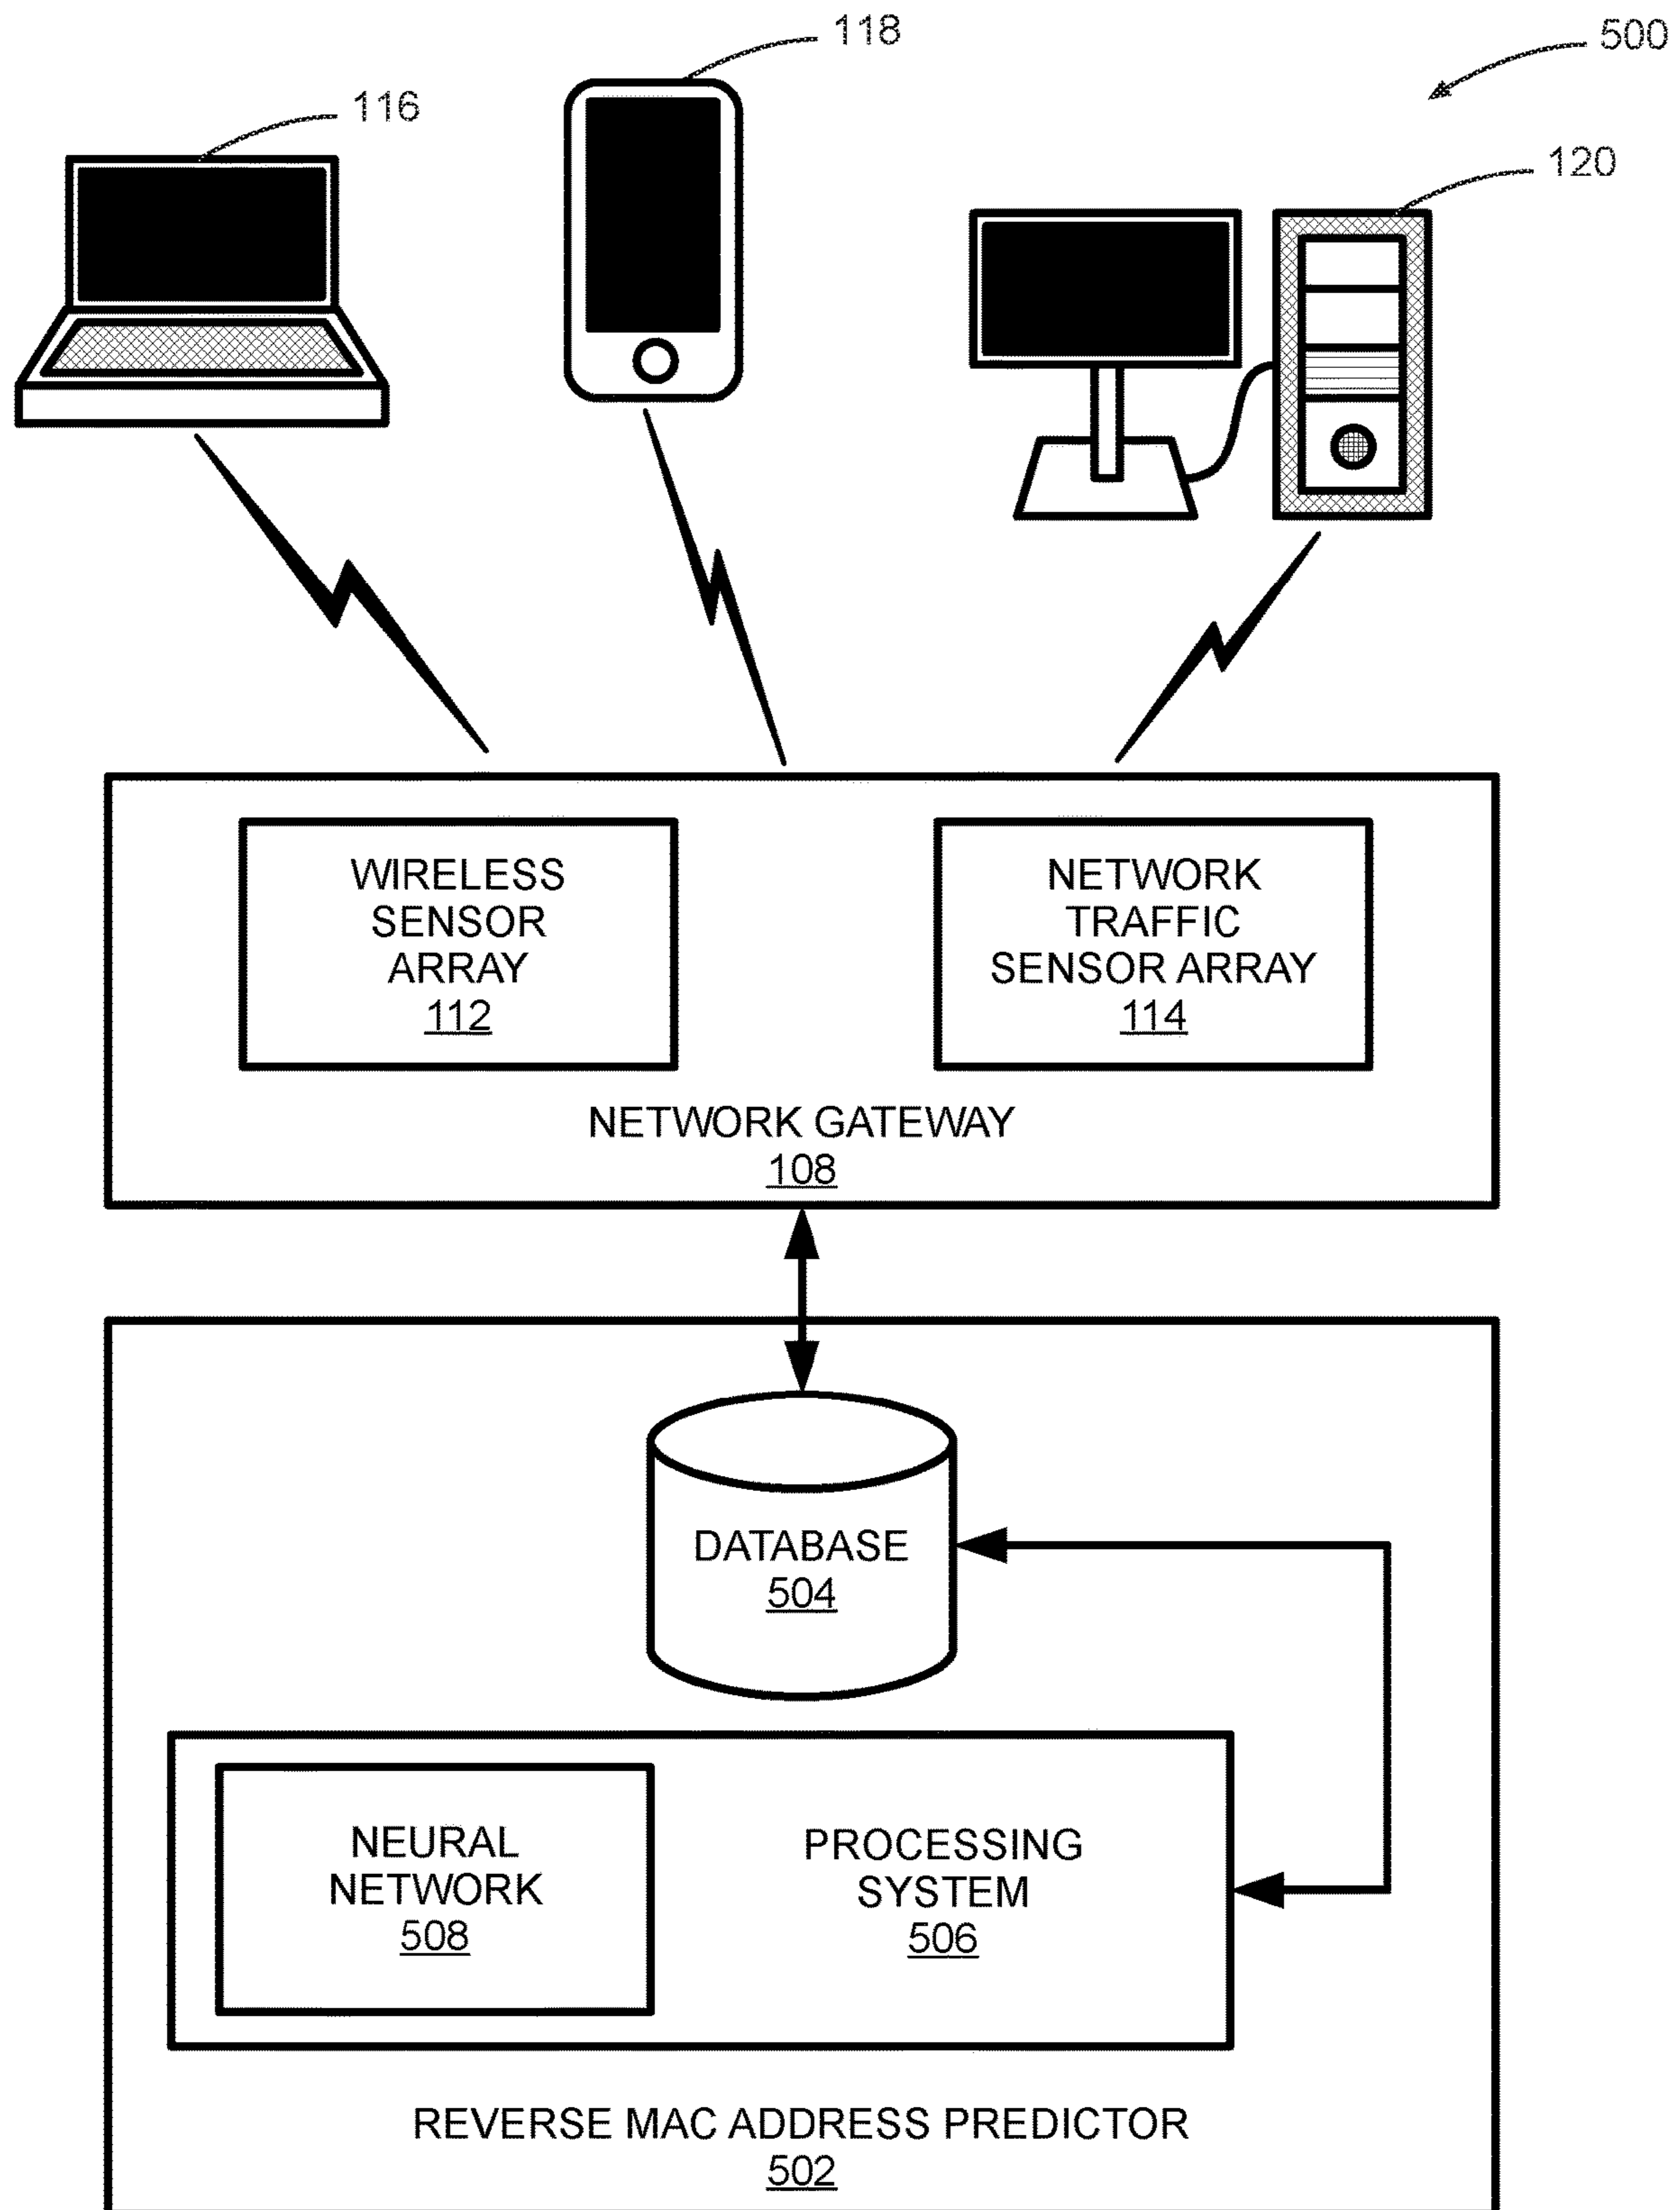 118
500
116
120
WIRELESS
SENSOR
ARRAY
112
NETWORK
TRAFFIC
SENSOR ARRAY
114
NETWORK GATEWAY
108
DATABASE
504
NEURAL
NETWORK
508
PROCESSING
SYSTEM
506
REVERSE MAC ADDRESS PREDICTOR
502